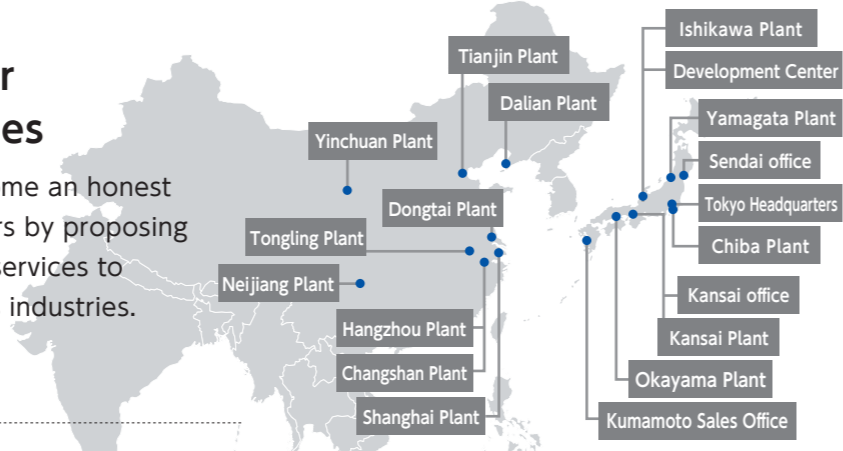 r
es
me an honest
rs by proposing
services to
industries.
Tianjin Plant
Dalian Plant
Yinchuan Plant
Dongtai Plant
Tongling Plant
Neijiang Plant
Hangzhou Plant
Changshan Plant
Shanghai Plant
Ishikawa Plant
Development Center
Yamagata Plant
Sendai office
Tokyo Headquarters
Chiba Plant
Kansai office
Kansai Plant
Okayama Plant
Kumamoto Sales Office